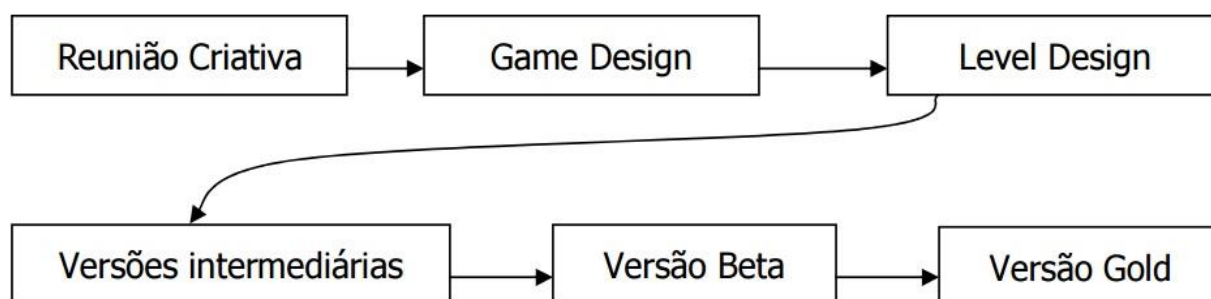 Reunião Criativa
Game Design
Level Design
Versões intermediárias
Versão Beta
Versão Gold